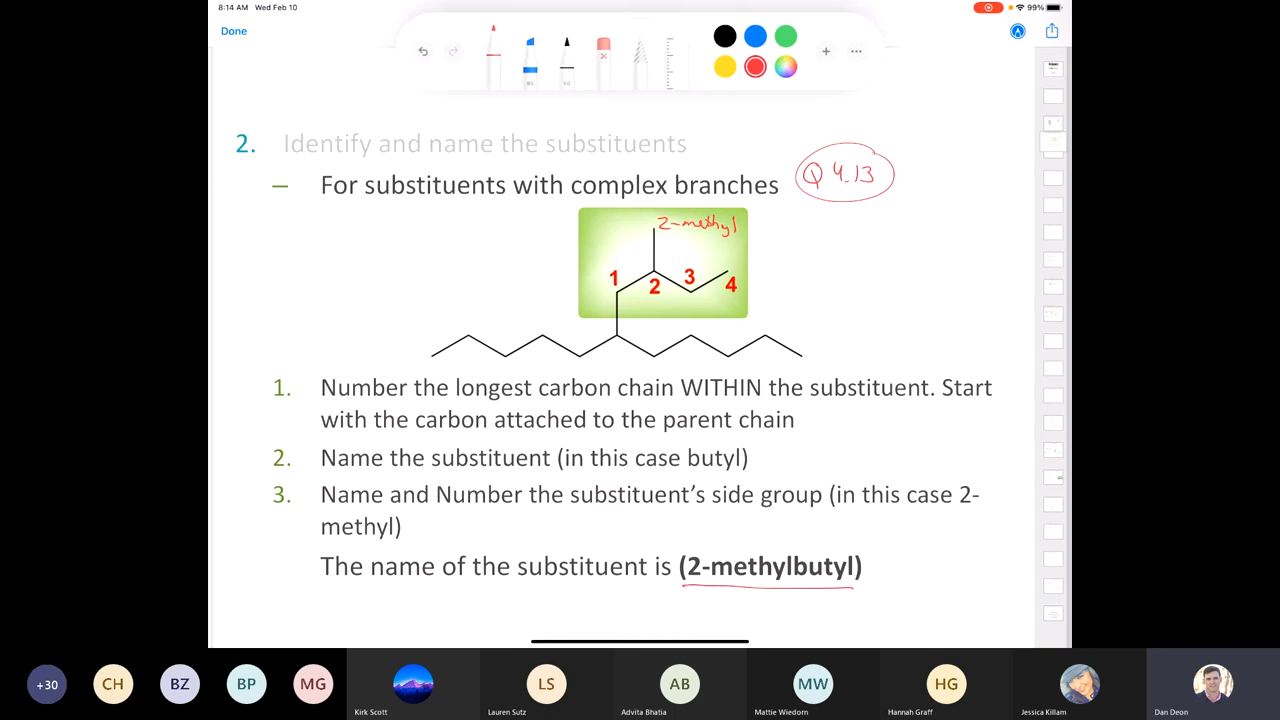 8:14 AM Wed Feb 10
99%
Done
2. Identify and name the substituents
– For substituents with complex branches
Q 4.13
2-methyl
1
2
3
4
1. Number the longest carbon chain WITHIN the substituent. Start
with the carbon attached to the parent chain
2. Name the substituent (in this case butyl)
3. Name and Number the substituent's side group (in this case 2-
methyl)
The name of the substituent is (2-methylbutyl)
+30
CH
BZ
BP
MG
LS
AB
MW
HG
Kirk Scott
Lauren Sutz
Advita Bhatia
Mattie Wiedorn
Hannah Graff
Jessica Killam
Dan Deon